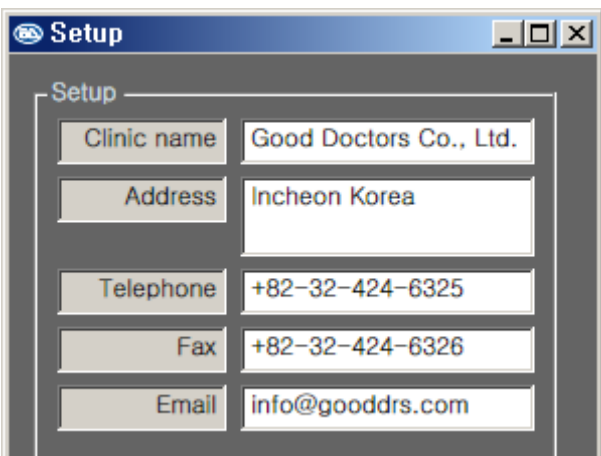 Setup
Setup
Clinic name Good Doctors Co., Ltd.
Address Incheon Korea
Telephone +82-32-424-6325
Fax +82-32-424-6326
Email info@gooddrs.com